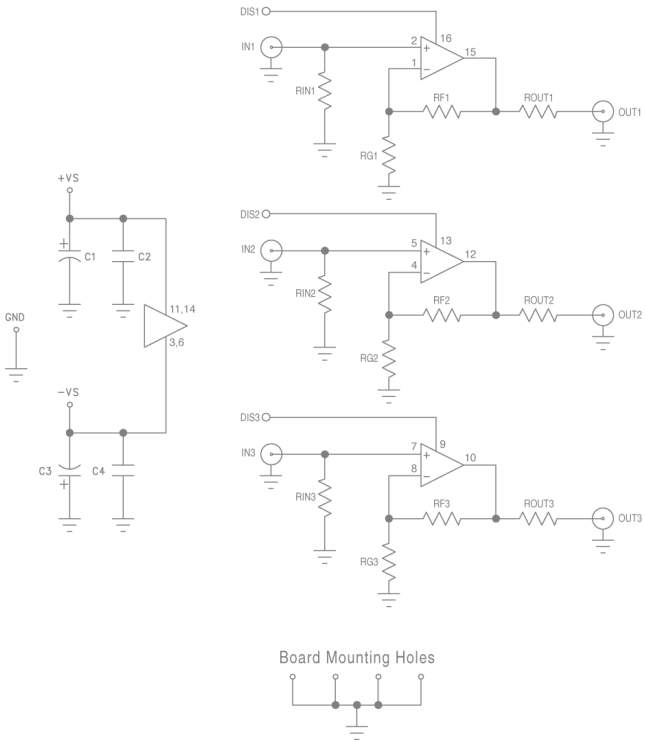 DIS1
IN1
2
16
+
15
1
−
RIN1
RF1
ROUT1
OUT1
RG1
+VS
+
C1
C2
11,14
3,6
GND
−VS
C3
+
C4
DIS2
IN2
5
13
+
12
4
−
RIN2
RF2
ROUT2
OUT2
RG2
DIS3
IN3
7
9
+
10
8
−
RIN3
RF3
ROUT3
OUT3
RG3
Board Mounting Holes